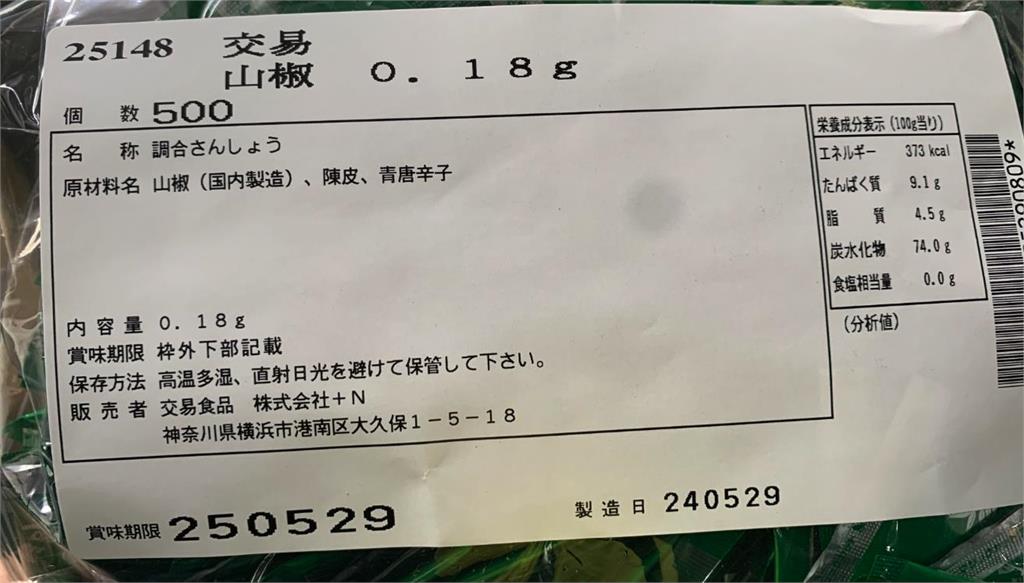 25148 交易
山椒 0.18g
個数 500
名称 調合さんしょう
原材料名 山椒（国内製造）、陳皮、青唐辛子
内容量 0.18g
賞味期限 枠外下部記載
保存方法 高温多湿、直射日光を避けて保管して下さい。
販売者 交易食品 株式会社＋N
神奈川県横浜市港南区大久保1－5－18
栄養成分表示（100g当り）
エネルギー 373 kcal
たんぱく質 9.1 g
脂質 4.5 g
炭水化物 74.0 g
食塩相当量 0.0 g
（分析値）
賞味期限 250529
製造日 240529